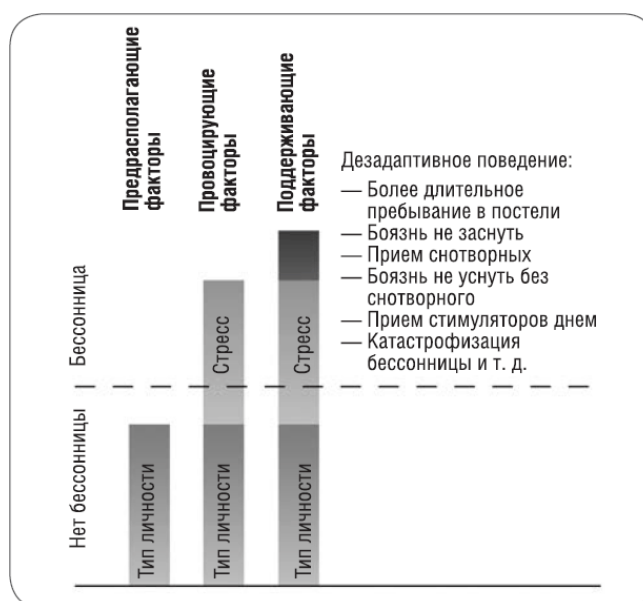 Предрасполагающие
факторы
Провоцирующие
факторы
Поддерживающие
факторы
Дезадаптивное поведение:
— Более длительное
пребывание в постели
— Боязнь не заснуть
— Прием снотворных
— Боязнь не уснуть без
снотворного
— Прием стимуляторов днем
— Катастрофизация
бессонницы и т. д.
Бессонница
Стресс
Стресс
Нет бессонницы
Тип личности
Тип личности
Тип личности